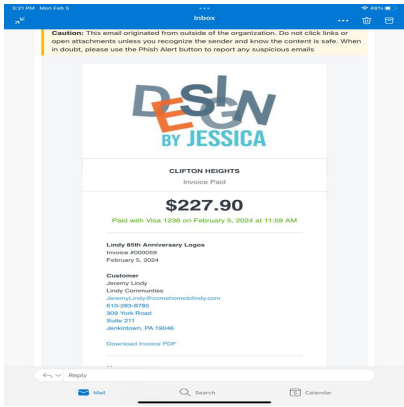 5:21 PM Mon Feb 5
48%
Inbox
Caution: This email originated from outside of the organization. Do not click links or
open attachments unless you recognize the sender and know the content is safe. When
in doubt, please use the Phish Alert button to report any suspicious emails
DESIGN
BY JESSICA
CLIFTON HEIGHTS
Invoice Paid
$227.90
Paid with Visa 1236 on February 5, 2024 at 11:59 AM
Lindy 85th Anniversary Logos
Invoice #000059
February 5, 2024
Customer
Jeremy Lindy
Lindy Communties
JeremyLindy@comehometolindy.com
610-283-8785
309 York Road
Suite 211
Jenkintown, PA 19046
Download Invoice PDF
Reply
Mail
Search
5 Calendar